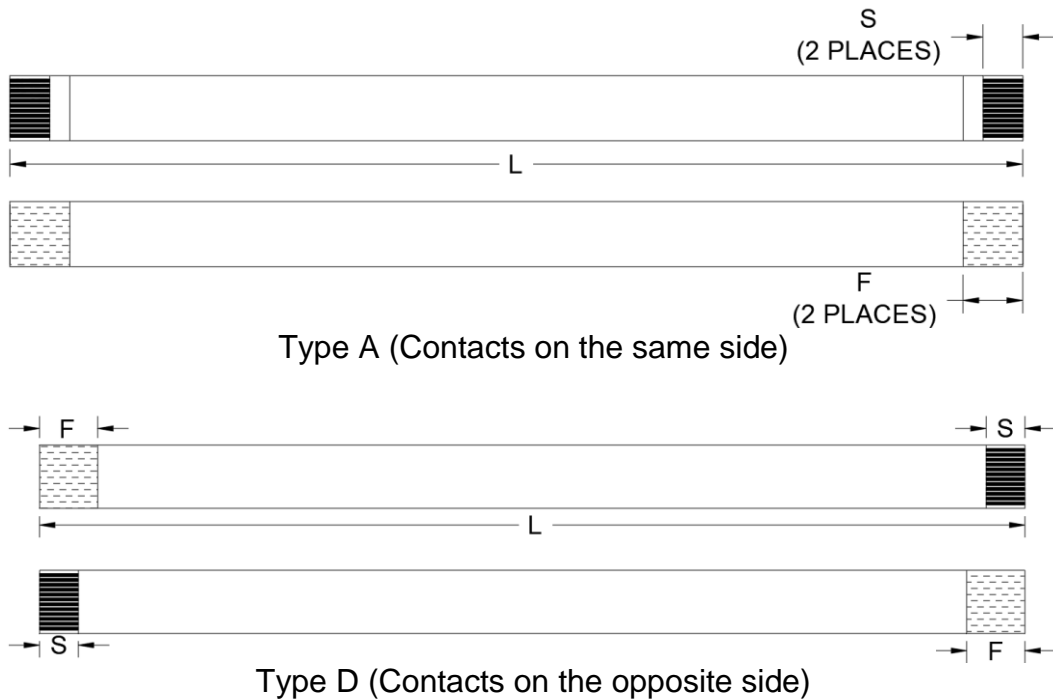 S
(2 PLACES)
L
F
(2 PLACES)
Type A (Contacts on the same side)
F
S
L
S
F
Type D (Contacts on the opposite side)